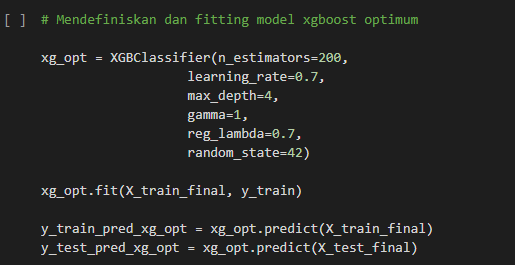 [ ] # Mendefiniskan dan fitting model xgboost optimum
xg_opt = XGBClassifier(n_estimators=200,
learning_rate=0.7,
max_depth=4,
gamma=1,
reg_lambda=0.7,
random_state=42)
xg_opt.fit(X_train_final, y_train)
y_train_pred_xg_opt = xg_opt.predict(X_train_final)
y_test_pred_xg_opt = xg_opt.predict(X_test_final)